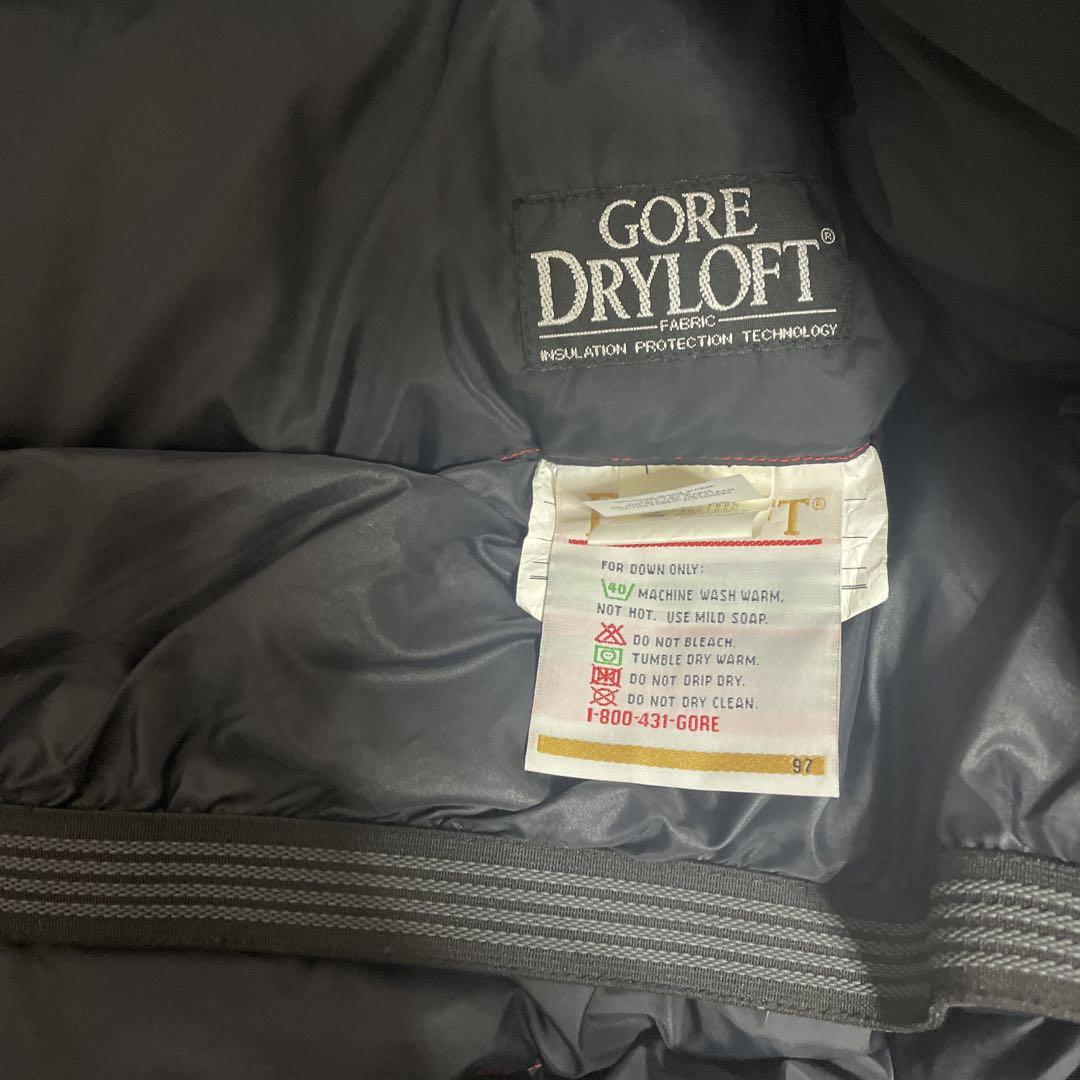 GORE
DRYLOFT®
FABRIC
INSULATION PROTECTION TECHNOLOGY
FOR DOWN ONLY:
40 MACHINE WASH WARM,
NOT HOT. USE MILD SOAP.
DO NOT BLEACH.
TUMBLE DRY WARM.
DO NOT DRIP DRY.
DO NOT DRY CLEAN.
1-800-431-GORE
97